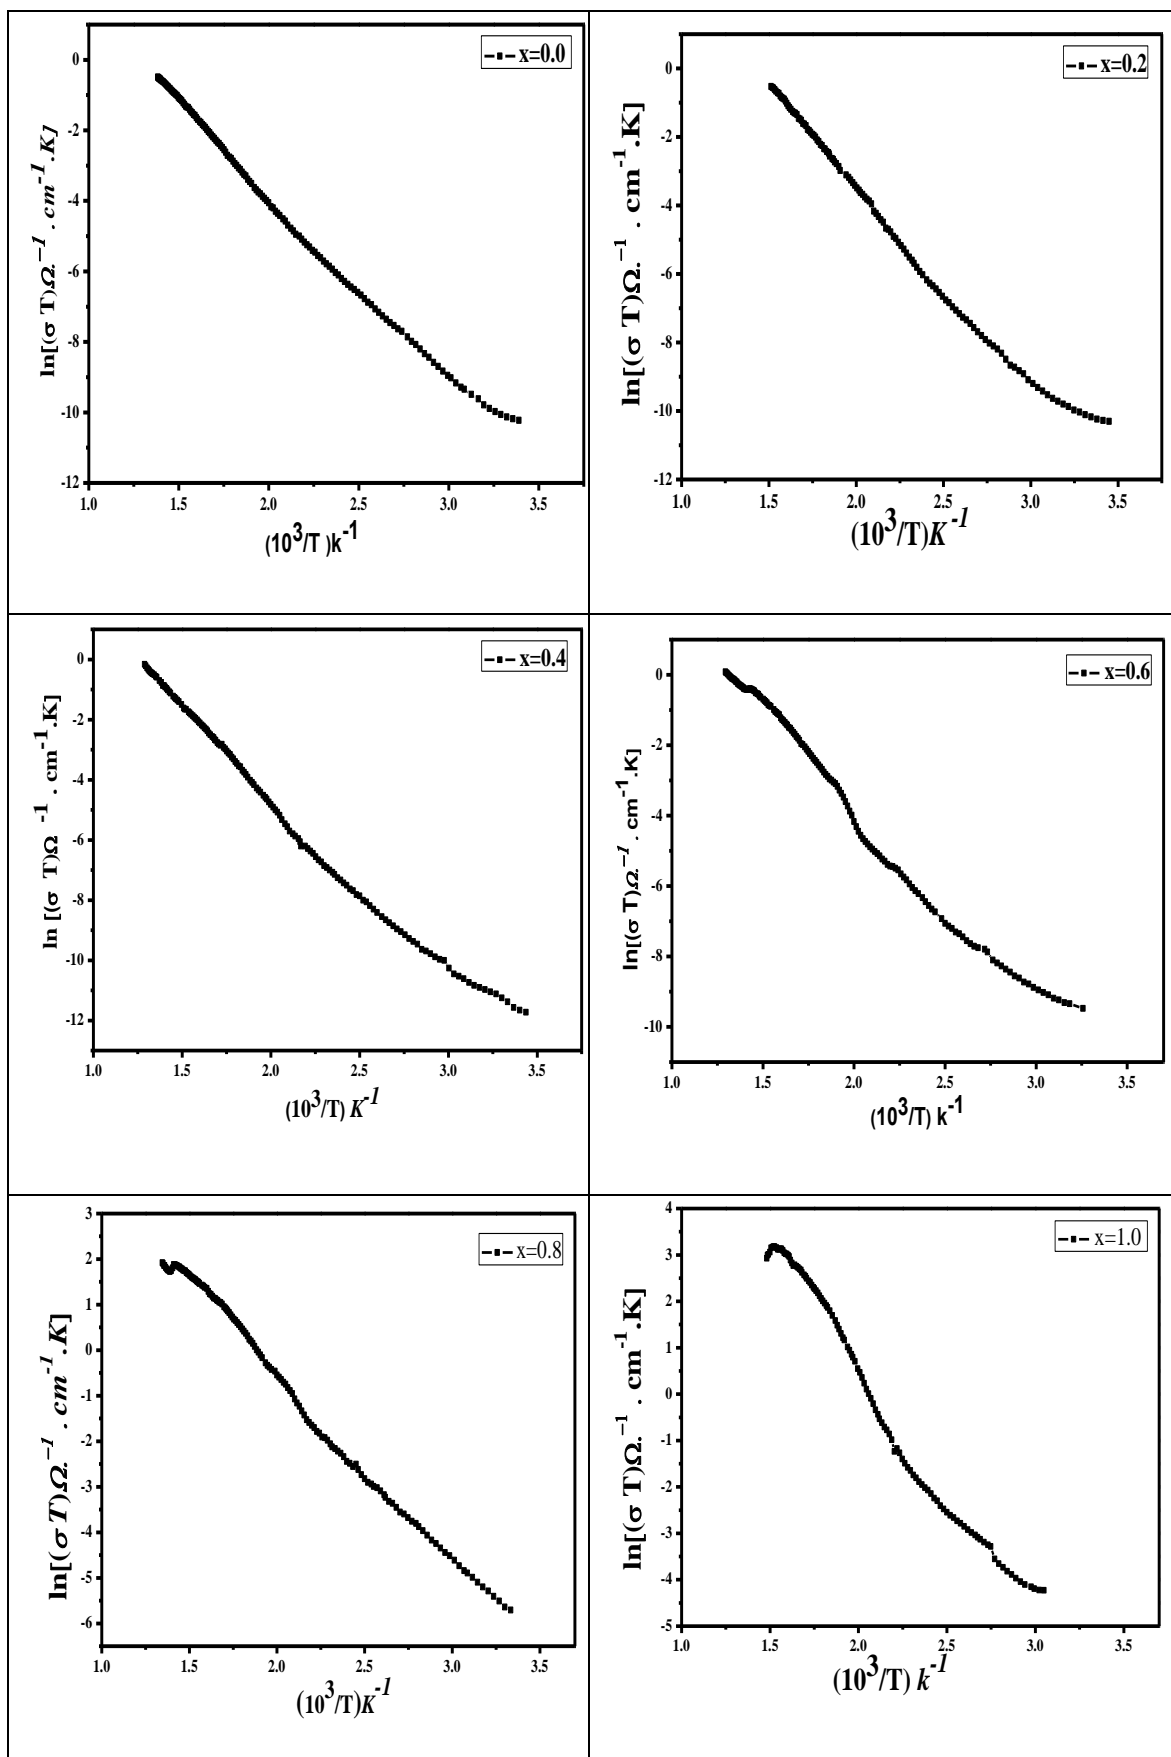 x=0.0
ln[(σ T)Ω.⁻¹ . cm⁻¹.K]
0
-2
-4
-6
-8
-10
-12
1.0 1.5 2.0 2.5 3.0 3.5
(10³/T )k⁻¹
x=0.2
ln[(σ T)Ω.⁻¹ . cm⁻¹.K]
0
-2
-4
-6
-8
-10
-12
1.0 1.5 2.0 2.5 3.0 3.5
(10³/T)K⁻¹
x=0.4
ln [(σ T)Ω ⁻¹ . cm⁻¹.K]
0
-2
-4
-6
-8
-10
-12
1.0 1.5 2.0 2.5 3.0 3.5
(10³/T) K⁻¹
x=0.6
ln[(σ T)Ω.⁻¹ . cm⁻¹.K]
0
-2
-4
-6
-8
-10
1.0 1.5 2.0 2.5 3.0 3.5
(10³/T) k⁻¹
x=0.8
ln[(σ T)Ω.⁻¹ . cm⁻¹.K]
3
2
1
0
-1
-2
-3
-4
-5
-6
1.0 1.5 2.0 2.5 3.0 3.5
(10³/T)K⁻¹
x=1.0
ln[(σ T)Ω.⁻¹ . cm⁻¹.K]
4
3
2
1
0
-1
-2
-3
-4
-5
1.0 1.5 2.0 2.5 3.0 3.5
(10³/T) k⁻¹